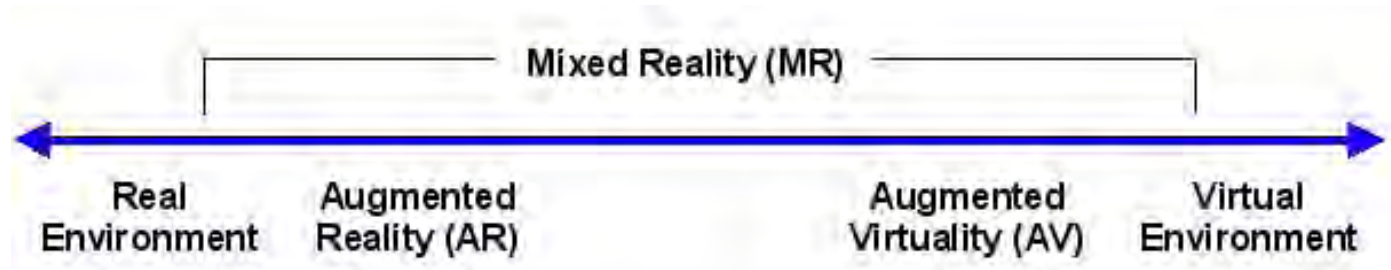 Mixed Reality (MR)
Real
Environment
Augmented
Reality (AR)
Augmented
Virtuality (AV)
Virtual
Environment